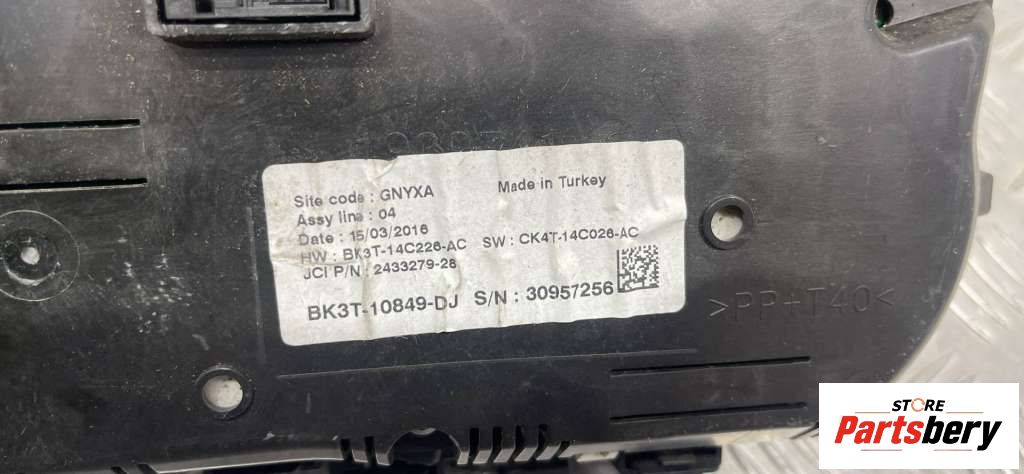 Site code : GNYXA
Made in Turkey
Assy line : 04
Date : 15/03/2016
HW : BK3T-14C226-AC SW : CK4T-14C026-AC
JCI P/N : 2433279-28
BK3T-10849-DJ S/N : 30957256
>PP+T40<
STORE
Partsbery